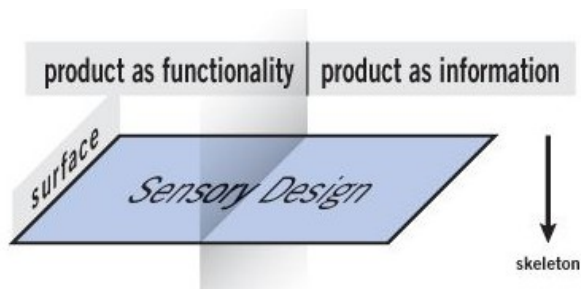 product as functionality
product as information
surface
Sensory Design
skeleton